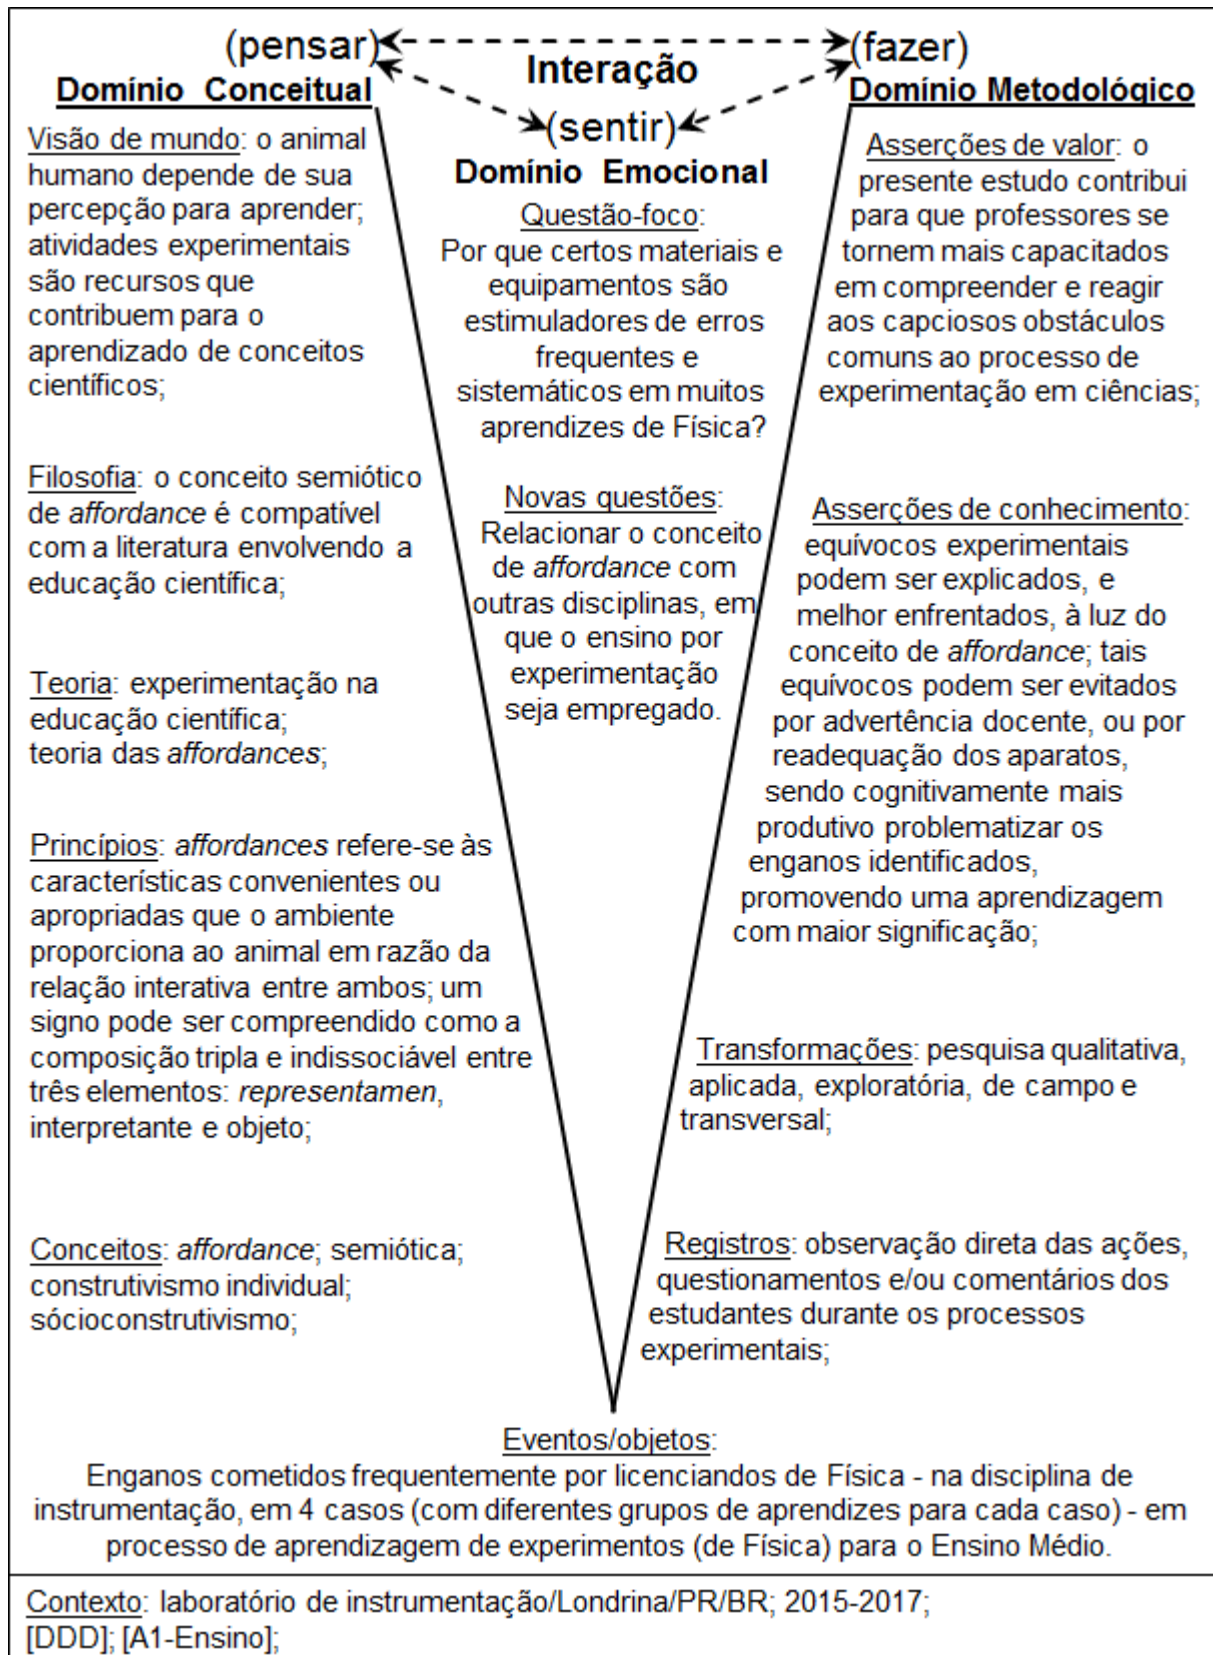 (pensar)
Interação
(fazer)
Domínio Conceitual
Domínio Metodológico
(sentir)
Domínio Emocional
Visão de mundo: o animal
humano depende de sua
percepção para aprender;
atividades experimentais
são recursos que
contribuem para o
aprendizado de conceitos
científicos;
Filosofia: o conceito semiótico
de affordance é compatível
com a literatura envolvendo a
educação científica;
Teoria: experimentação na
educação científica;
teoria das affordances;
Princípios: affordances refere-se às
características convenientes ou
apropriadas que o ambiente
proporciona ao animal em razão da
relação interativa entre ambos; um
signo pode ser compreendido como a
composição tripla e indissociável entre
três elementos: representamen,
interpretante e objeto;
Conceitos: affordance; semiótica;
construtivismo individual;
sócioconstrutivismo;
Questão-foco:
Por que certos materiais e
equipamentos são
estimuladores de erros
frequentes e
sistemáticos em muitos
aprendizes de Física?
Novas questões:
Relacionar o conceito
de affordance com
outras disciplinas, em
que o ensino por
experimentação
seja empregado.
Asserções de valor: o
presente estudo contribui
para que professores se
tornem mais capacitados
em compreender e reagir
aos capciosos obstáculos
comuns ao processo de
experimentação em ciências;
Asserções de conhecimento:
equívocos experimentais
podem ser explicados, e
melhor enfrentados, à luz do
conceito de affordance; tais
equívocos podem ser evitados
por advertência docente, ou por
readequação dos aparatos,
sendo cognitivamente mais
produtivo problematizar os
enganos identificados,
promovendo uma aprendizagem
com maior significação;
Transformações: pesquisa qualitativa,
aplicada, exploratória, de campo e
transversal;
Registros: observação direta das ações,
questionamentos e/ou comentários dos
estudantes durante os processos
experimentais;
Eventos/objetos:
Enganos cometidos frequentemente por licenciandos de Física - na disciplina de
instrumentação, em 4 casos (com diferentes grupos de aprendizes para cada caso) - em
processo de aprendizagem de experimentos (de Física) para o Ensino Médio.
Contexto: laboratório de instrumentação/Londrina/PR/BR; 2015-2017;
[DDD]; [A1-Ensino];